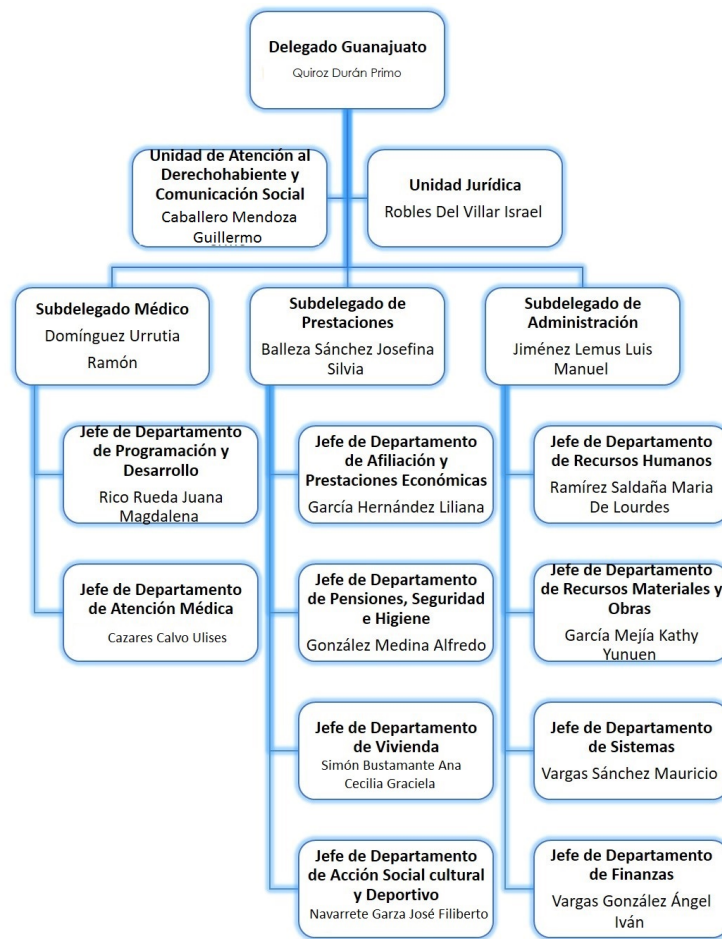 Delegado Guanajuato
Quiroz Durán Primo
Unidad de Atención al
Derechohabiente y
Comunicación Social
Caballero Mendoza
Guillermo
Unidad Jurídica
Robles Del Villar Israel
Subdelegado Médico
Domínguez Urrutia
Ramón
Subdelegado de
Prestaciones
Balleza Sánchez Josefina
Silvia
Subdelegado de
Administración
Jiménez Lemus Luis
Manuel
Jefe de Departamento
de Programación y
Desarrollo
Rico Rueda Juana
Magdalena
Jefe de Departamento
de Afiliación y
Prestaciones Económicas
García Hernández Liliana
Jefe de Departamento
de Recursos Humanos
Ramírez Saldaña Maria
De Lourdes
Jefe de Departamento
de Atención Médica
Cazares Calvo Ulises
Jefe de Departamento
de Pensiones, Seguridad
e Higiene
González Medina Alfredo
Jefe de Departamento
de Recursos Materiales y
Obras
García Mejía Kathy
Yunuen
Jefe de Departamento
de Vivienda
Simón Bustamante Ana
Cecilia Graciela
Jefe de Departamento
de Sistemas
Vargas Sánchez Mauricio
Jefe de Departamento
de Acción Social cultural
y Deportivo
Navarrete Garza José Filiberto
Jefe de Departamento
de Finanzas
Vargas González Ángel
Iván